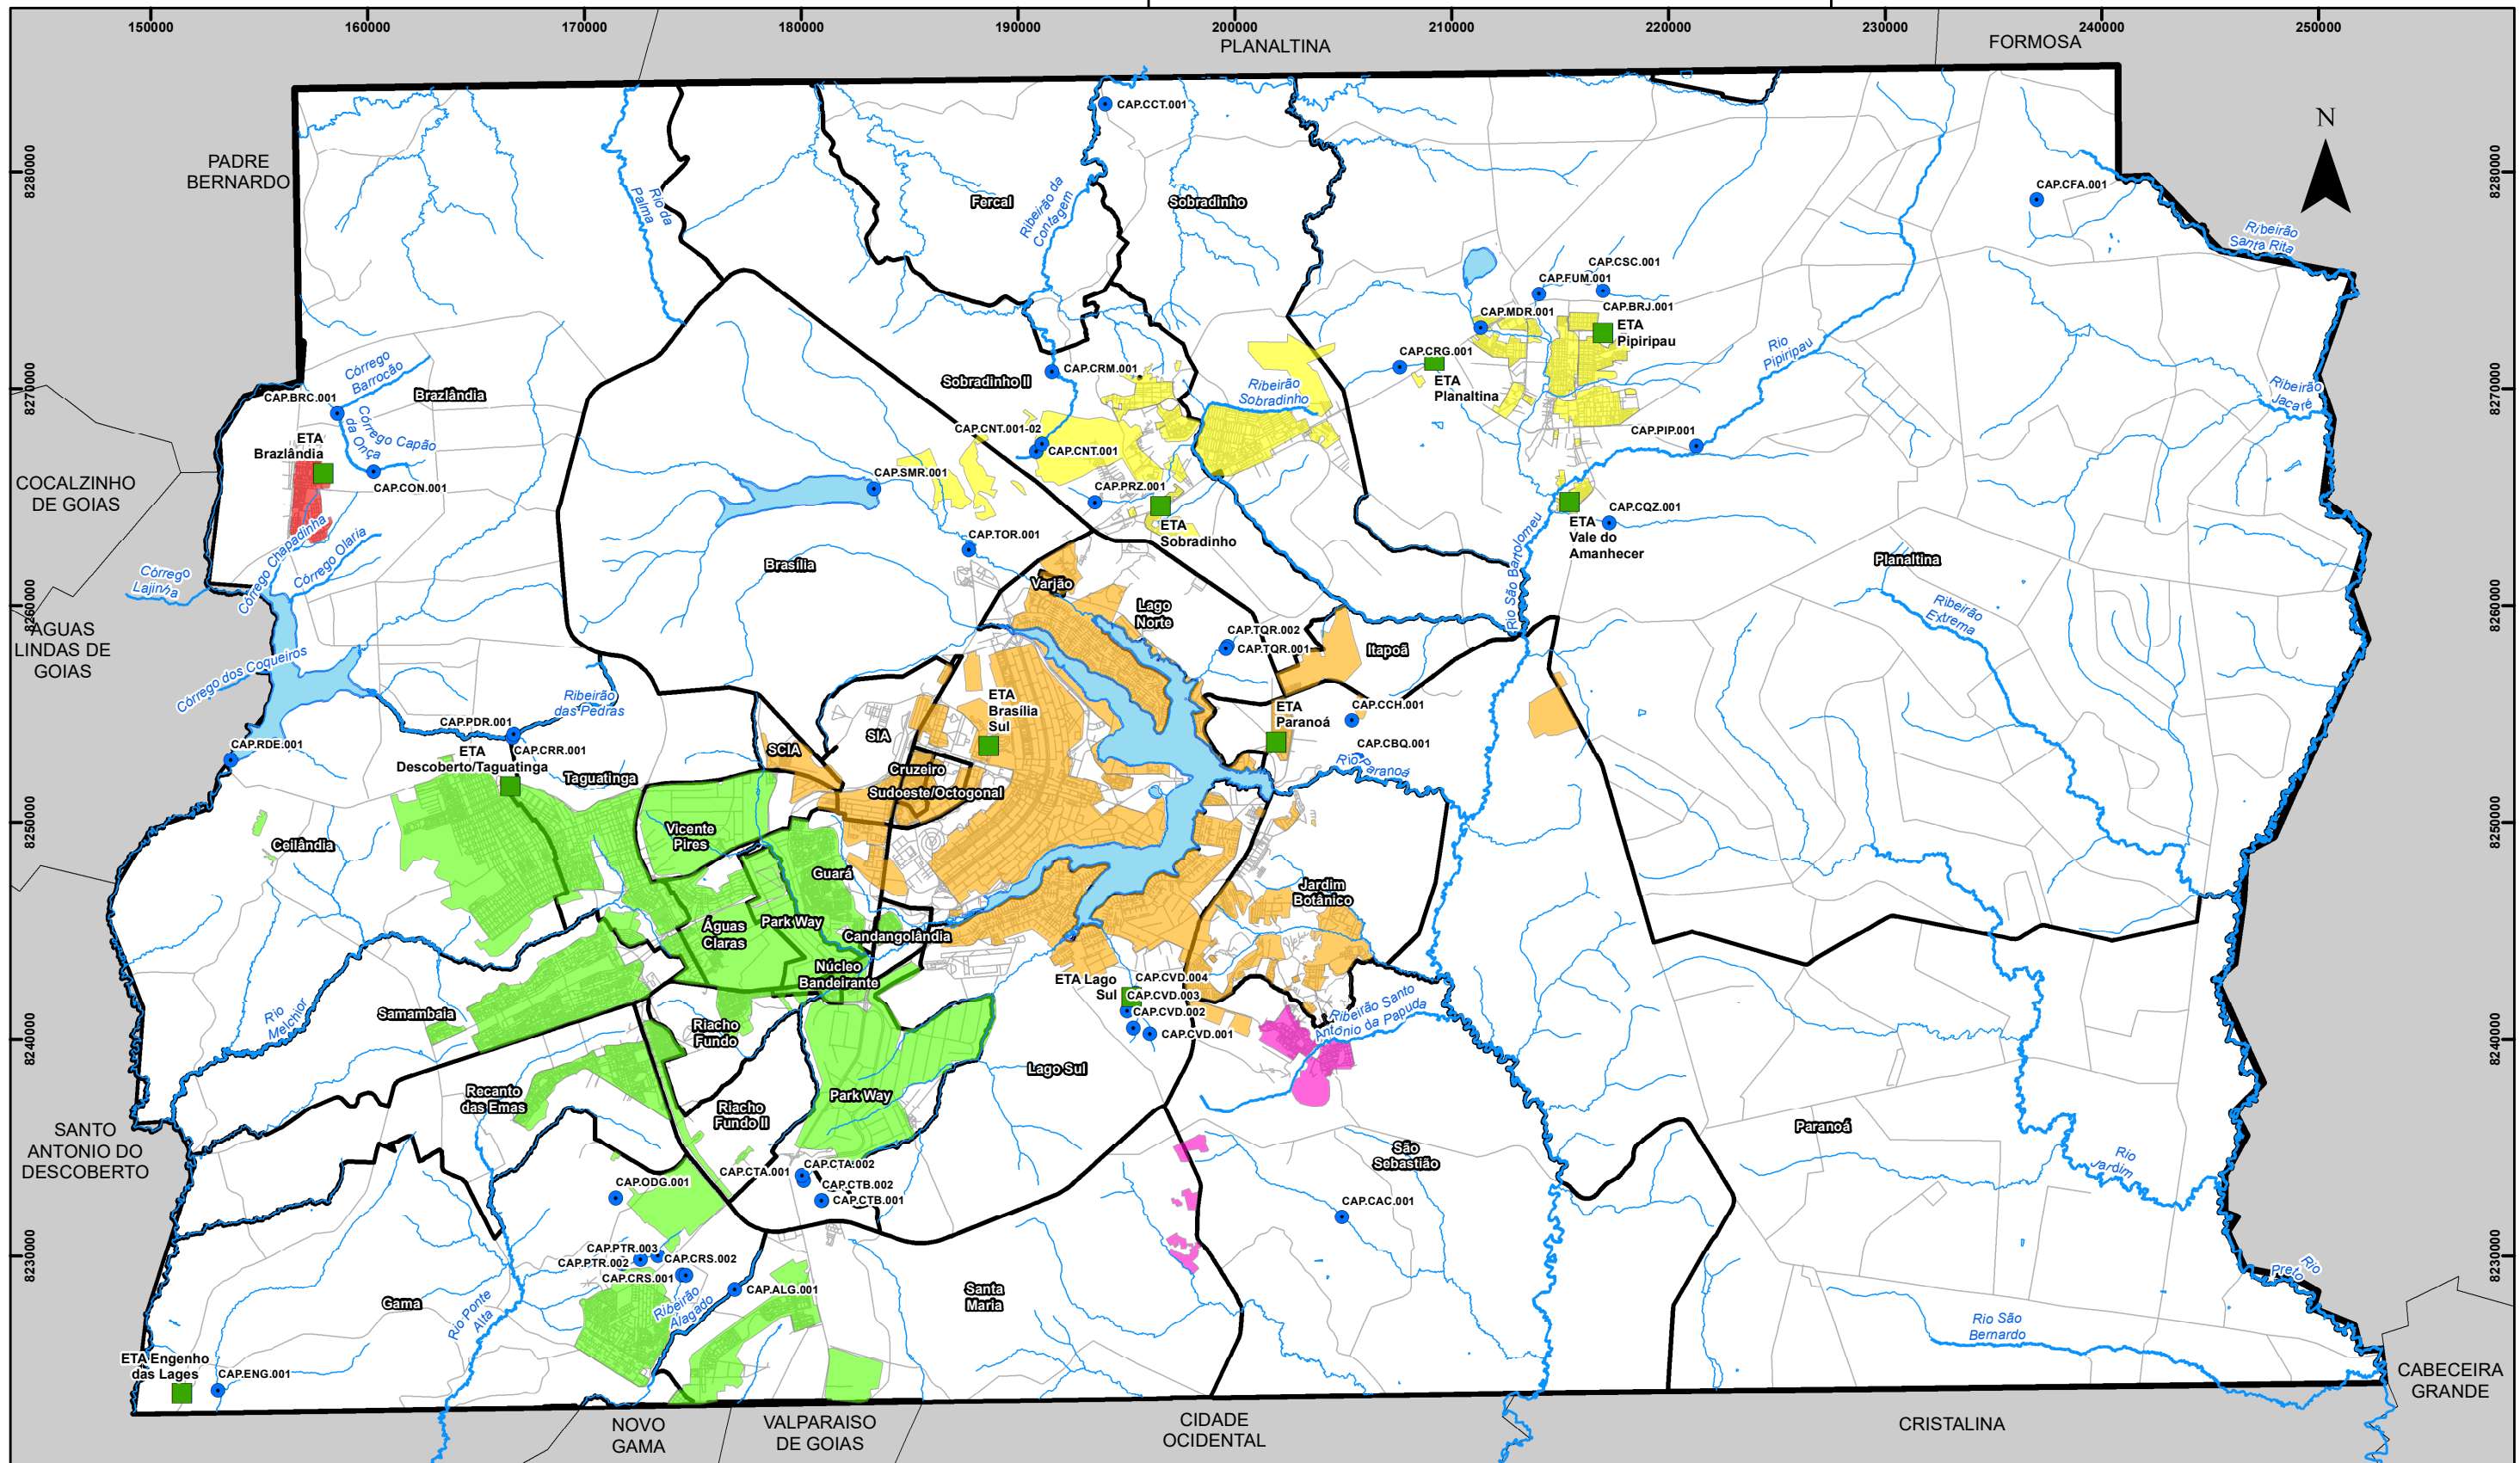 150000
160000
170000
180000
190000
200000
210000
220000
230000
240000
250000
PLANALTINA
FORMOSA
N
8280000
8280000
PADRE
BERNARDO
Rio da
Palma
Fercal
Ribeirão da
Contagem
Sobradinho
CAP.CCT.001
CAP.CFA.001
Ribeirão
Santa Rita
CAP.CSC.001
CAP.FUM.001
CAP.BRJ.001
CAP.MDR.001
ETA
Pipiripau
CAP.CRG.001
ETA
Planaltina
Rio
Pipiripau
Ribeirão
Jacaré
8270000
8270000
Córrego
Barrocão
Brazlândia
CAP.BRC.001
Córrego Capão
da Onça
ETA
Brazlândia
CAP.CON.001
Sobradinho II
CAP.CRM.001
Ribeirão
Sobradinho
CAP.CNT.001-02
CAP.CNT.001
CAP.SMR.001
CAP.PRZ.001
ETA
Sobradinho
CAP.TOR.001
CAP.PIP.001
CAP.CQZ.001
ETA
Vale do
Amanhecer
Planaltina
COCALZINHO
DE GOIAS
Córrego Chapadinha
Córrego Olaria
Córrego
Lajinha
Brasília
Varjão
Lago
Norte
Rio São Bartolomeu
Ribeirão
Extrema
8260000
8260000
AGUAS
LINDAS DE
GOIAS
Córrego dos Coqueiros
Ribeirão
das Pedras
CAP.TQR.002
CAP.TQR.001
Itapoã
ETA
Brasília
Sul
ETA
Paranoá
CAP.CCH.001
CAP.CBQ.001
Rio Paranoá
CAP.PDR.001
CAP.CRR.001
CAP.RDE.001
ETA
Descoberto/Taguatinga
Taguatinga
SCIA
SIA
Cruzeiro
Sudoeste/Octogonal
8250000
8250000
Ceilândia
Vicente
Pires
Guará
Jardim
Botânico
Águas
Claras
Park Way
Candangolândia
Núcleo
Bandeirante
ETA Lago
Sul
CAP.CVD.004
CAP.CVD.003
CAP.CVD.002
CAP.CVD.001
Ribeirão Santo
Antônio da Papuda
Rio
Melchior
Samambaia
Riacho
Fundo
8240000
8240000
Lago Sul
Recanto
das Emas
Riacho
Fundo II
Park Way
SANTO
ANTONIO DO
DESCOBERTO
Paranoá
São
Sebastião
Rio
Jardim
CAP.CTA.001
CAP.CTA.002
CAP.CTB.002
CAP.CTB.001
CAP.ODG.001
CAP.CAC.001
8230000
8230000
CAP.PTR.003
CAP.PTR.002
CAP.CRS.002
CAP.CRS.001
CAP.ALG.001
Ribeirão
Alagado
Gama
Rio Ponte
Alta
Santa
Maria
Rio
Preto
Rio São
Bernardo
ETA Engenho
das Lages
CAP.ENG.001
NOVO
GAMA
VALPARAISO
DE GOIAS
CIDADE
OCIDENTAL
CRISTALINA
CABECEIRA
GRANDE